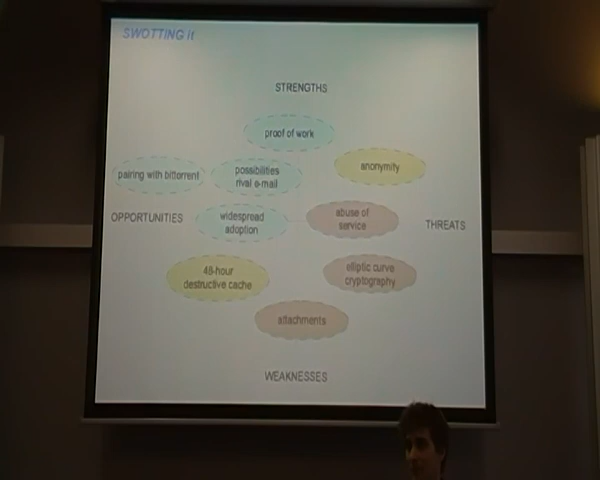 SWOTTING it
STRENGTHS
proof of work
anonymity
pairing with bittorrent
possibilities
rival e-mail
OPPORTUNITIES
widespread
adoption
abuse of
service
THREATS
48-hour
destructive cache
elliptic curve
cryptography
attachments
WEAKNESSES